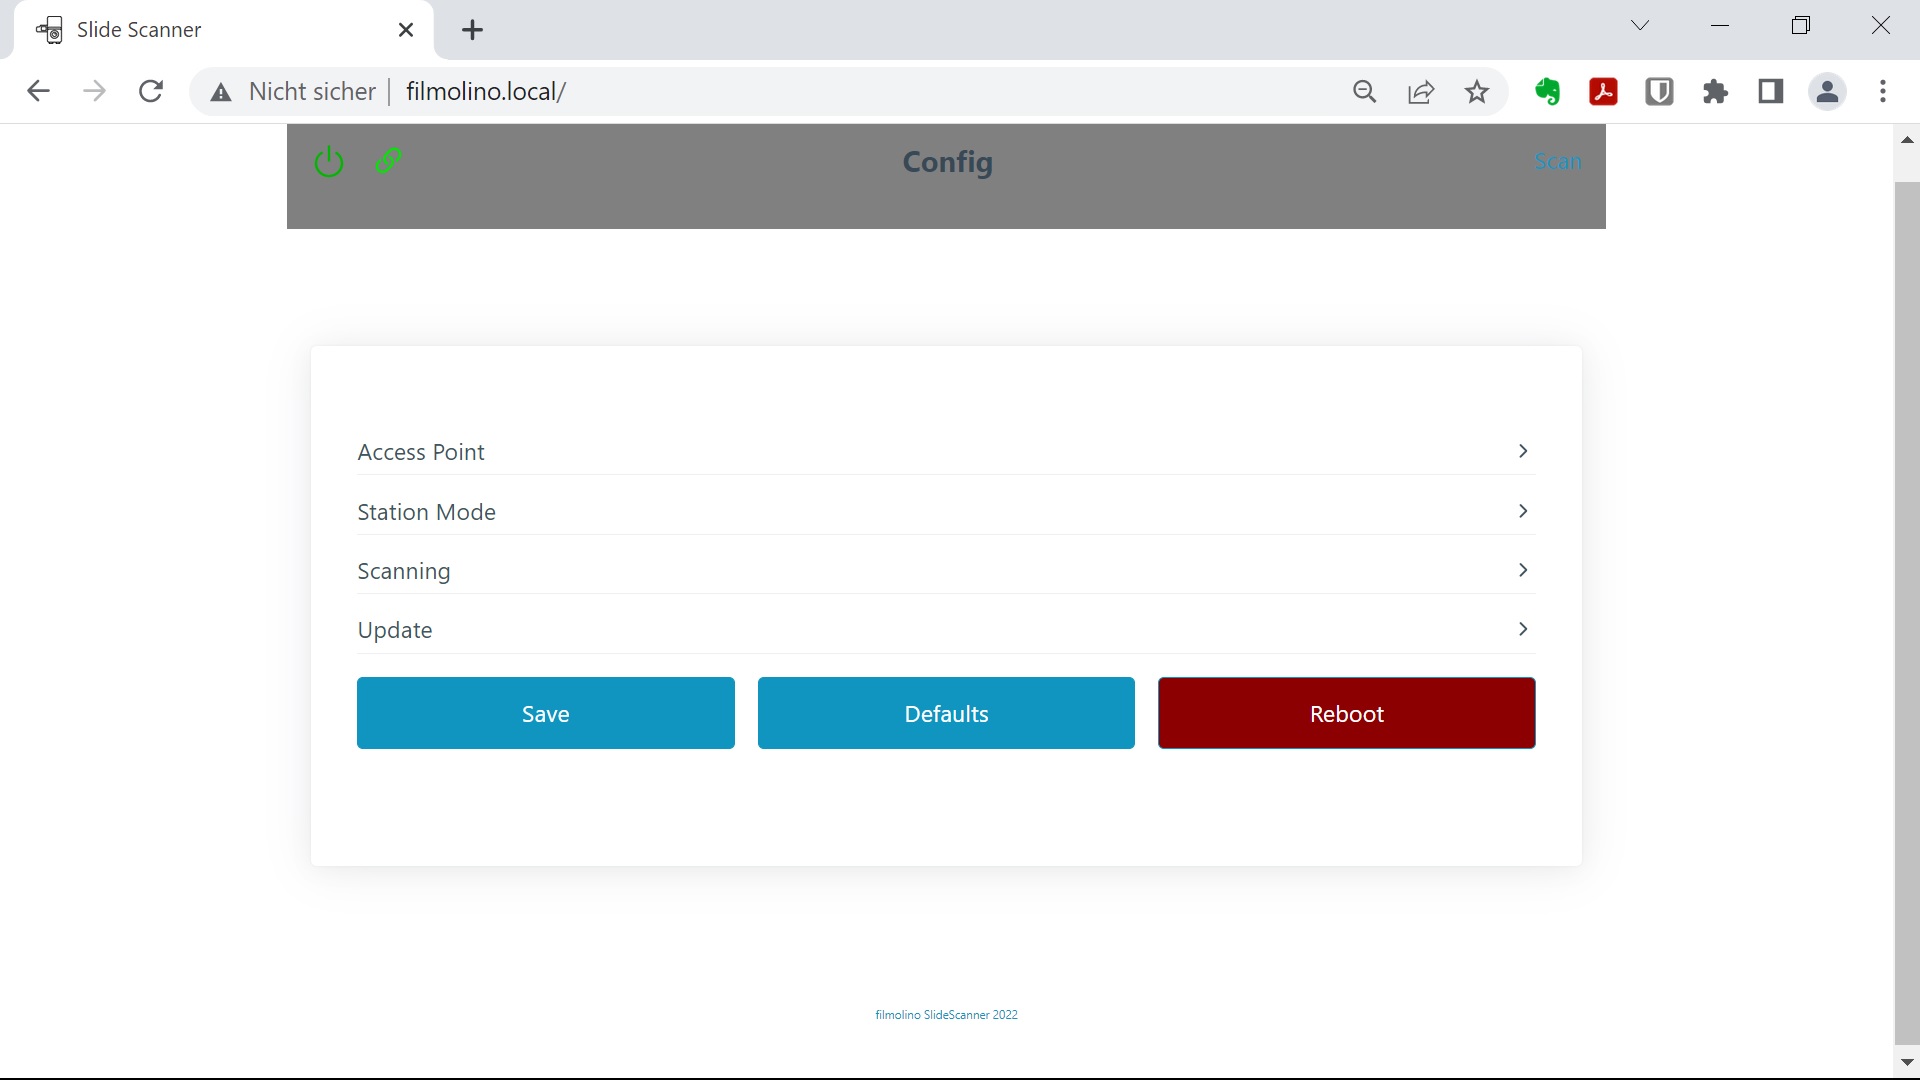 Slide Scanner
Nicht sicher filmolino.local/
Config
Scan
Access Point
Station Mode
Scanning
Update
Save
Defaults
Reboot
filmolino SlideScanner 2022